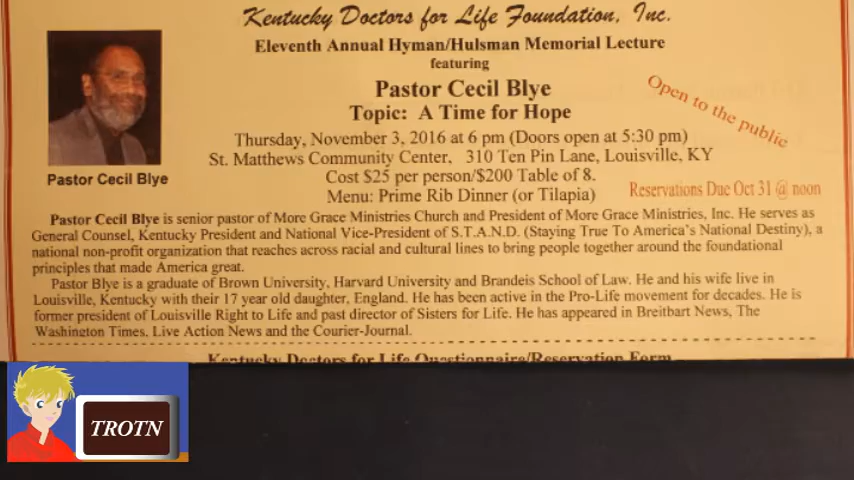 Kentucky Doctors for Life Foundation, Inc.
Eleventh Annual Hyman/Hulsman Memorial Lecture
featuring
Pastor Cecil Blye
Topic: A Time for Hope
Open to the public
Thursday, November 3, 2016 at 6 pm (Doors open at 5:30 pm)
St. Matthews Community Center, 310 Ten Pin Lane, Louisville, KY
Cost $25 per person/$200 Table of 8.
Menu: Prime Rib Dinner (or Tilapia)
Reservations Due Oct 31 @ noon
Pastor Cecil Blye
Pastor Cecil Blye is senior pastor of More Grace Ministries Church and President of More Grace Ministries, Inc. He serves as
General Counsel, Kentucky President and National Vice-President of S.T.A.N.D. (Staying True To America's National Destiny), a
national non-profit organization that reaches across racial and cultural lines to bring people together around the foundational
principles that made America great.
Pastor Blye is a graduate of Brown University, Harvard University and Brandeis School of Law. He and his wife live in
Louisville, Kentucky with their 17 year old daughter, England. He has been active in the Pro-Life movement for decades. He is
former president of Louisville Right to Life and past director of Sisters for Life. He has appeared in Breitbart News, The
Washington Times, Live Action News and the Courier-Journal.
Kentucky Doctors for Life Questionnaire/Reservation Form
TROTN